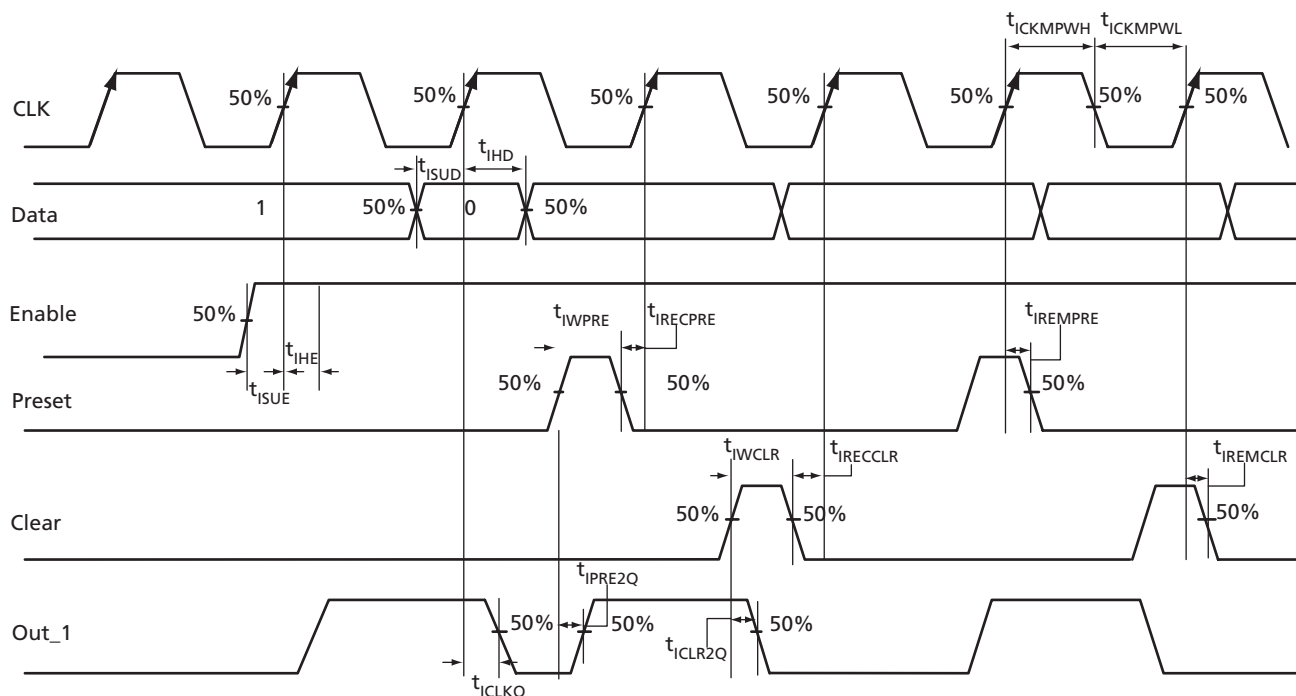 tICKMPWH tICKMPWL
CLK 50% 50% 50% 50% 50% 50% 50%
tISUD tIHD
Data 1 50% 0 50%
Enable 50%
tIHE
tISUE
tIWPRE tIRECPRE tIREMPRE
Preset 50% 50% 50%
tIWCLR tIRECCLR tIREMCLR
Clear 50% 50% 50%
tIPRE2Q
Out_1 50% 50% 50%
tICLR2Q
tICLKQ